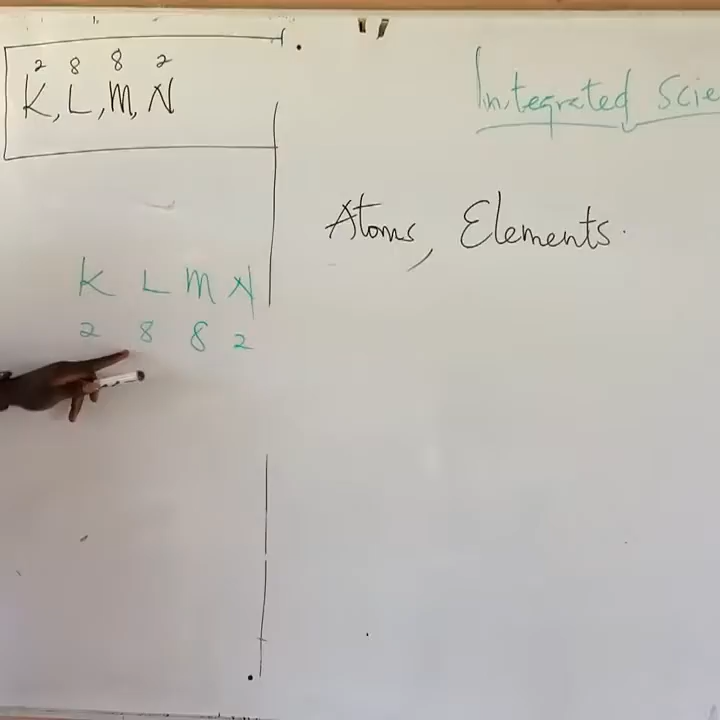 2 8 8 2
K, L, M, N
Integrated Scie
Atoms, Elements.
K L M N
2 8 8 2